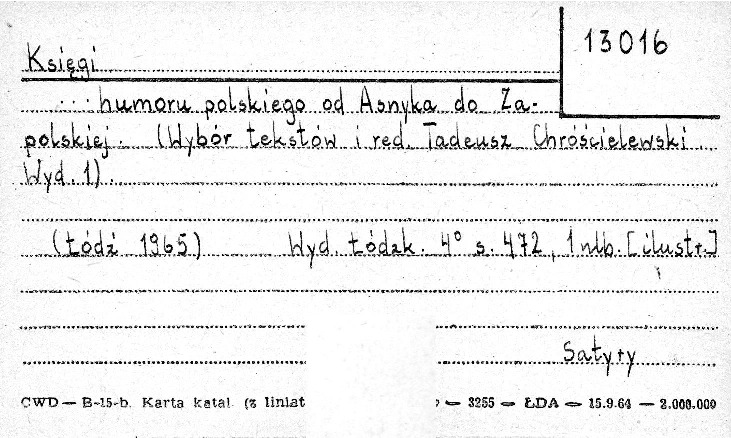 13016
Księgi
... humoru polskiego od Asnyka do Za-
polskiej. (Wybór tekstów i red. Tadeusz Chróścielewski
Wyd. 1).
(Łódź 1965) Wyd. Łódzk. 4° s. 472, 1 nlb. [ilustr.]
Satyry
CWD — B-15-b. Karta katal. (z liniat — 3255 — ŁDA — 15.9.64 — 2.000.000